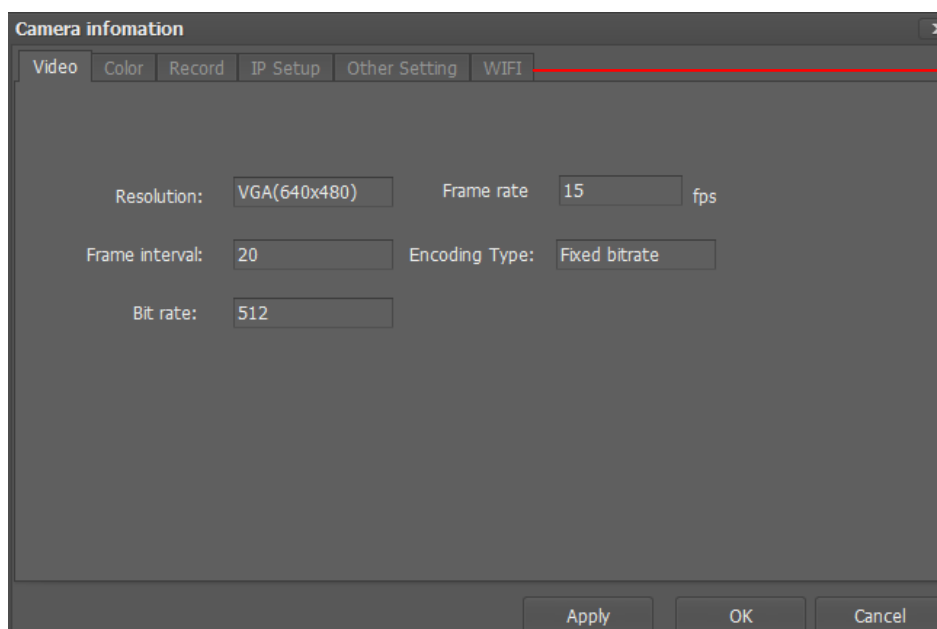 Camera infomation
Video Color Record IP Setup Other Setting WIFI
Resolution: VGA(640x480) Frame rate 15 fps
Frame interval: 20 Encoding Type: Fixed bitrate
Bit rate: 512
Apply OK Cancel